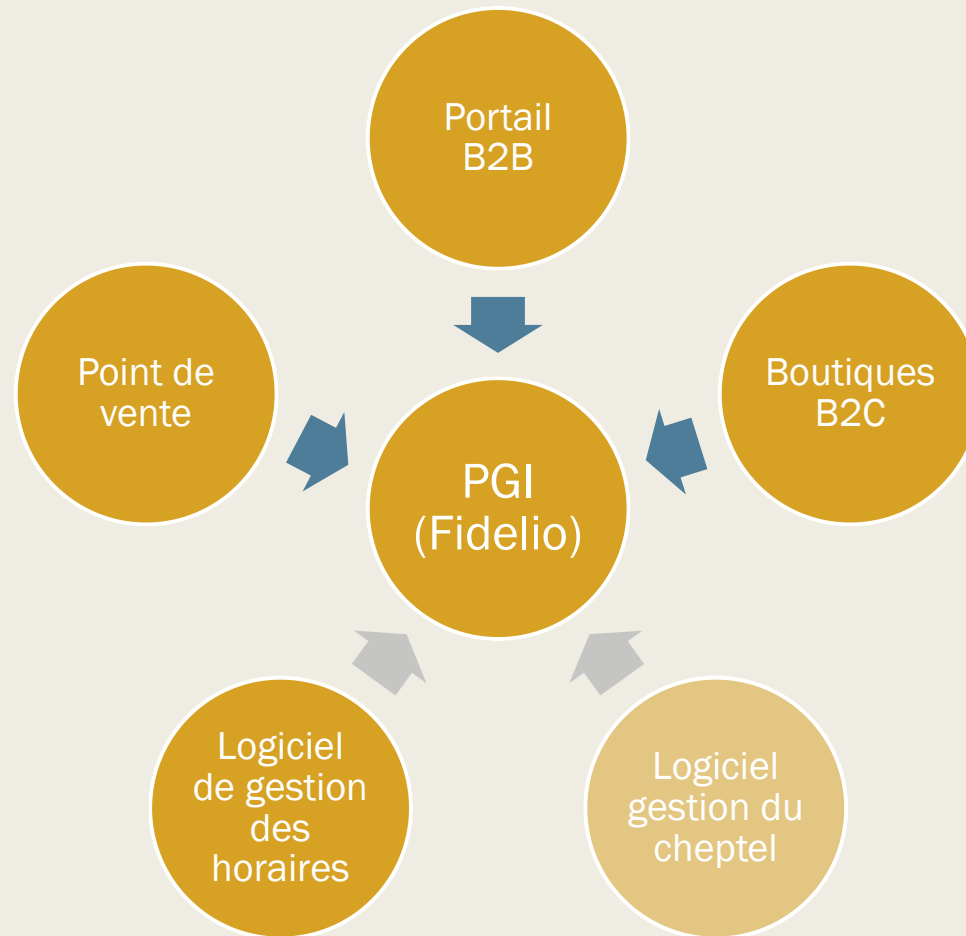 Portail
B2B
Point de
vente
Boutiques
B2C
PGI
(Fidelio)
Logiciel
de gestion
des
horaires
Logiciel
gestion du
cheptel